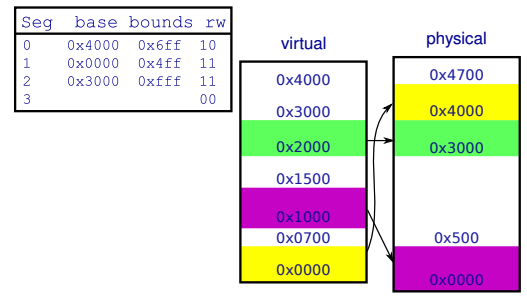 Seg base bounds rw
0 0x4000 0x6ff 10
1 0x0000 0x4ff 11
2 0x3000 0xfff 11
3 00
virtual
0x4000
0x3000
0x2000
0x1500
0x1000
0x0700
0x0000
physical
0x4700
0x4000
0x3000
0x500
0x0000